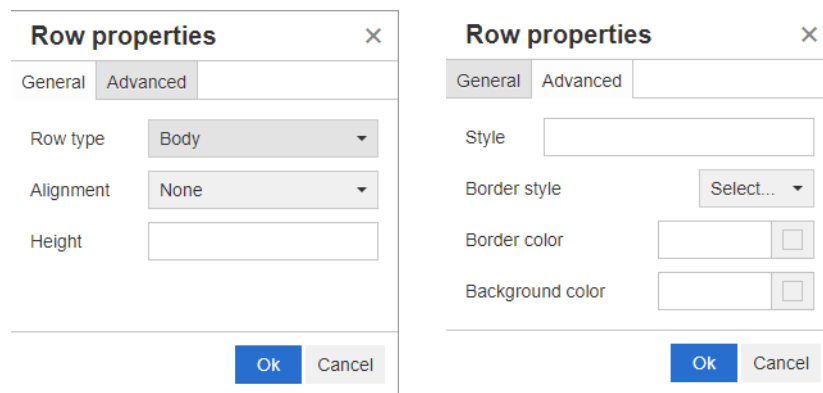 Row properties ×
General Advanced
Row type Body
Alignment None
Height
Ok Cancel
Row properties ×
General Advanced
Style
Border style Select...
Border color
Background color
Ok Cancel